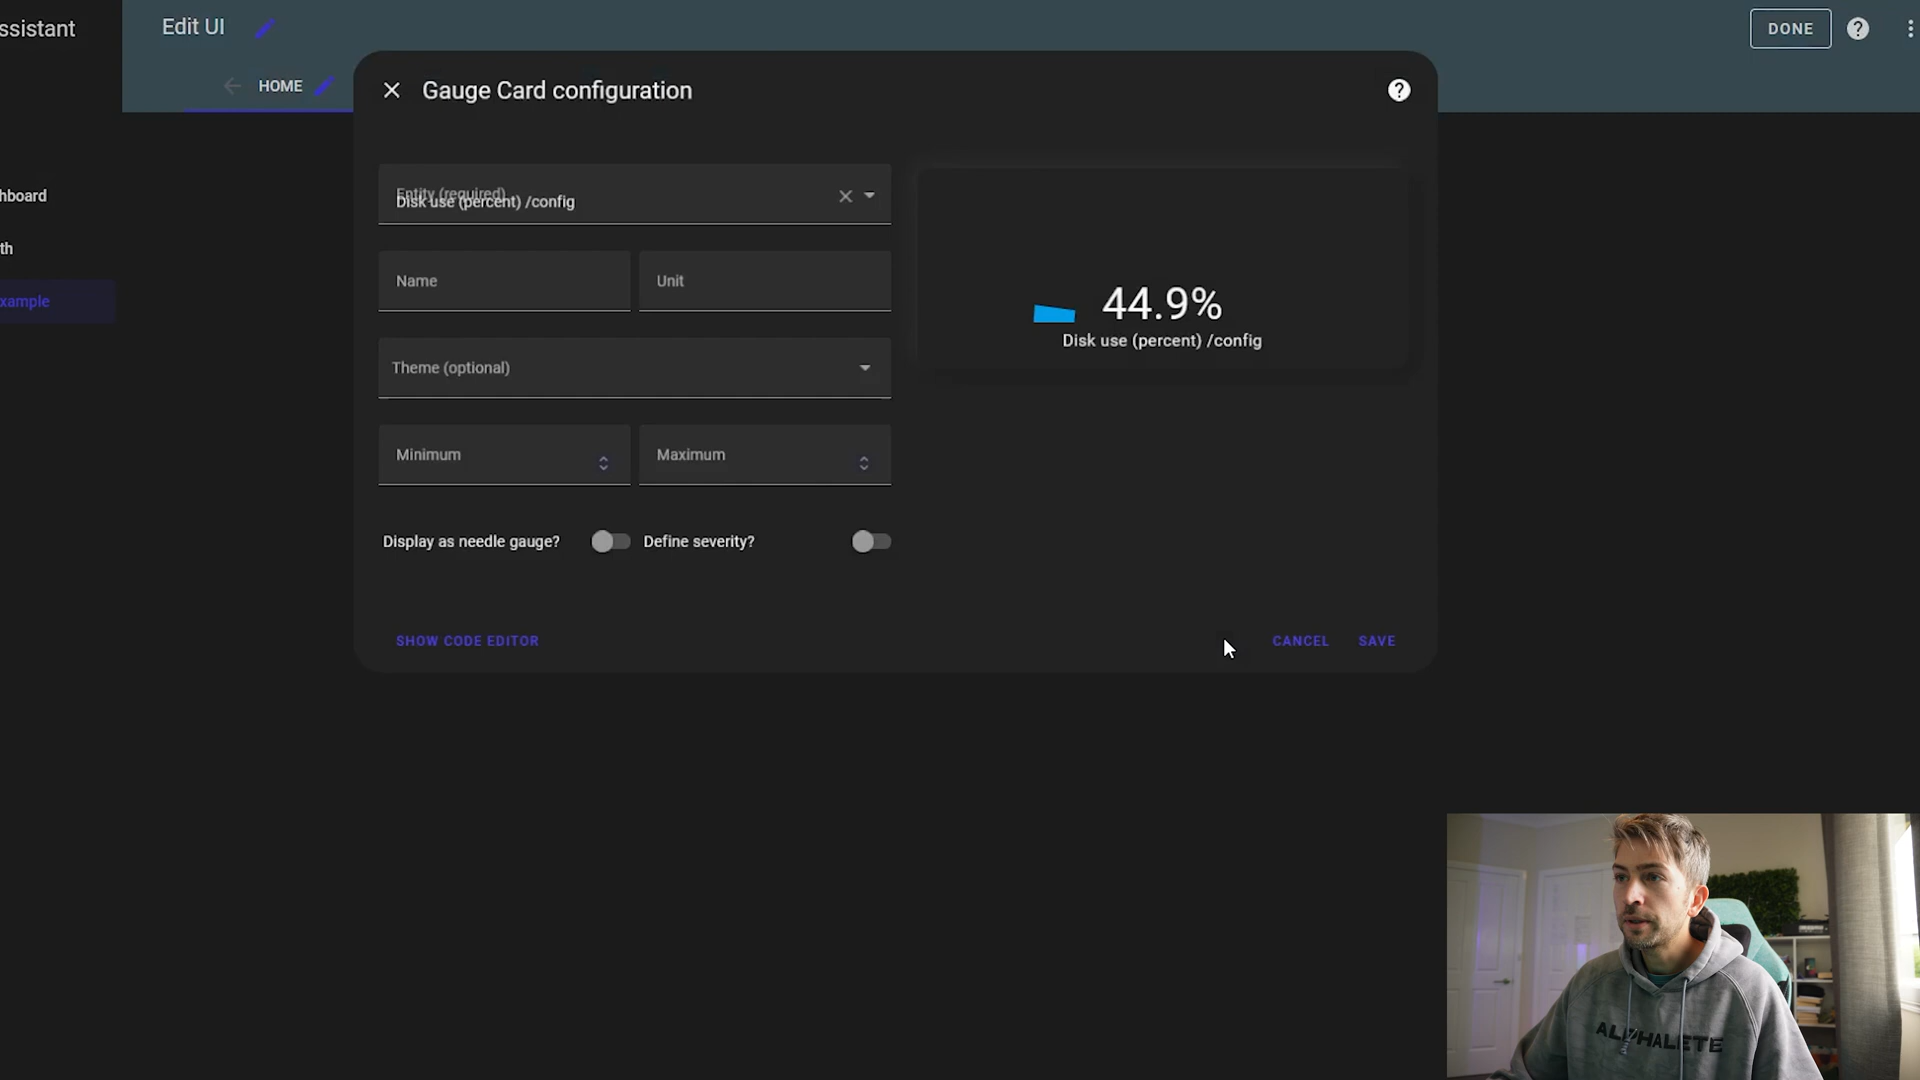 ssistant
Edit UI
DONE
HOME
Gauge Card configuration
hboard
th
xample
Entity (required)
Disk use (percent) /config
Name
Unit
Theme (optional)
Minimum
Maximum
Display as needle gauge?
Define severity?
44.9%
Disk use (percent) /config
SHOW CODE EDITOR
CANCEL
SAVE
ALPHALETE